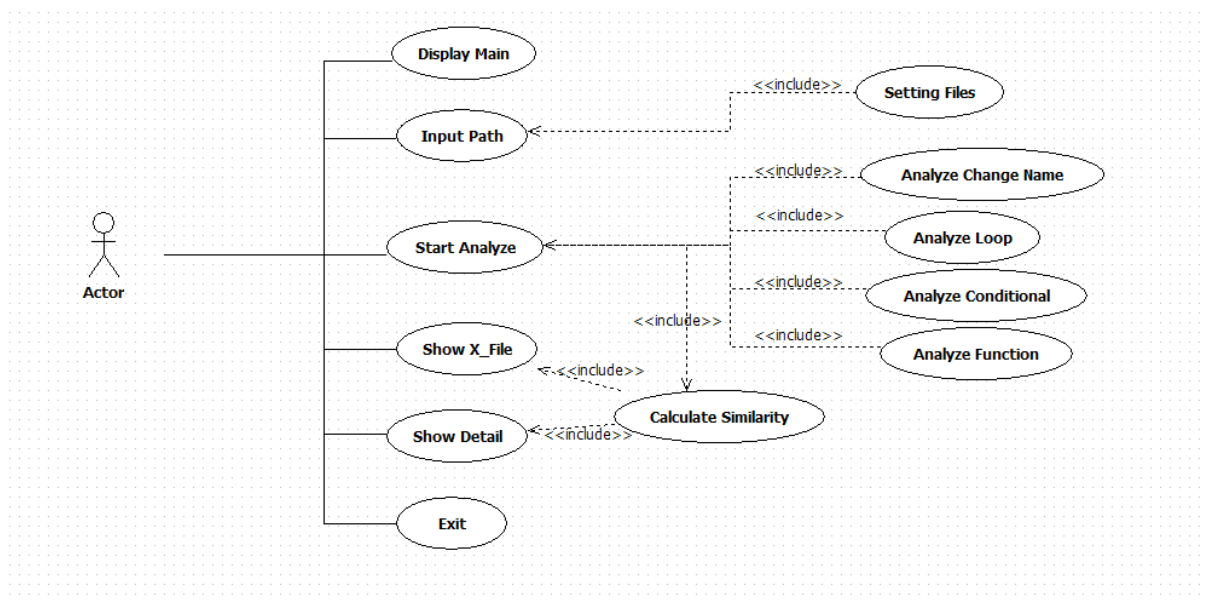 Display Main
<<include>>
Setting Files
Input Path
<<include>>
Analyze Change Name
<<include>>
Analyze Loop
Start Analyze
<<include>>
Analyze Conditional
Actor
<<include>>
<<include>>
Analyze Function
Show X_File
<<include>>
Calculate Similarity
Show Detail
<<include>>
Exit